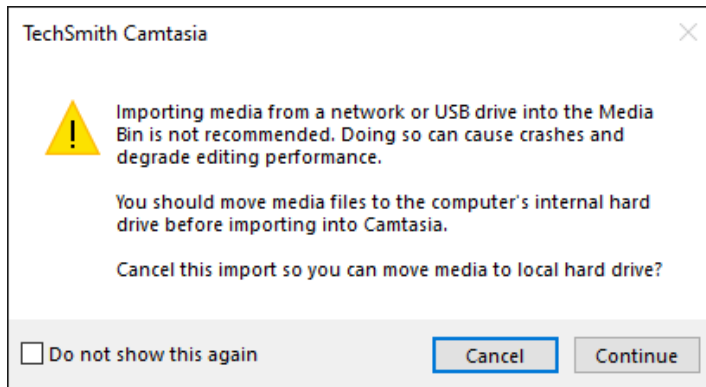 TechSmith Camtasia
Importing media from a network or USB drive into the Media
Bin is not recommended. Doing so can cause crashes and
degrade editing performance.
You should move media files to the computer's internal hard
drive before importing into Camtasia.
Cancel this import so you can move media to local hard drive?
Do not show this again
Cancel
Continue